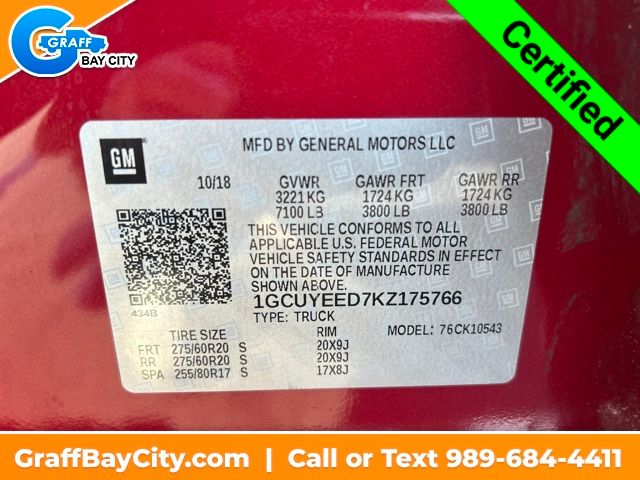 GRAFF
BAY CITY
Certified
GM
GM
MFD BY GENERAL MOTORS LLC
10/18 GVWR GAWR FRT GAWR RR
3221 KG 1724 KG 1724 KG
7100 LB 3800 LB 3800 LB
THIS VEHICLE CONFORMS TO ALL
APPLICABLE U.S. FEDERAL MOTOR
VEHICLE SAFETY STANDARDS IN EFFECT
ON THE DATE OF MANUFACTURE
SHOWN ABOVE.
1GCUYEED7KZ175766
434B TYPE: TRUCK
TIRE SIZE RIM MODEL: 76CK10543
FRT 275/60R20 S 20X9J
RR 275/60R20 S 20X9J
SPA 255/80R17 S 17X8J
GraffBayCity.com | Call or Text 989-684-4411